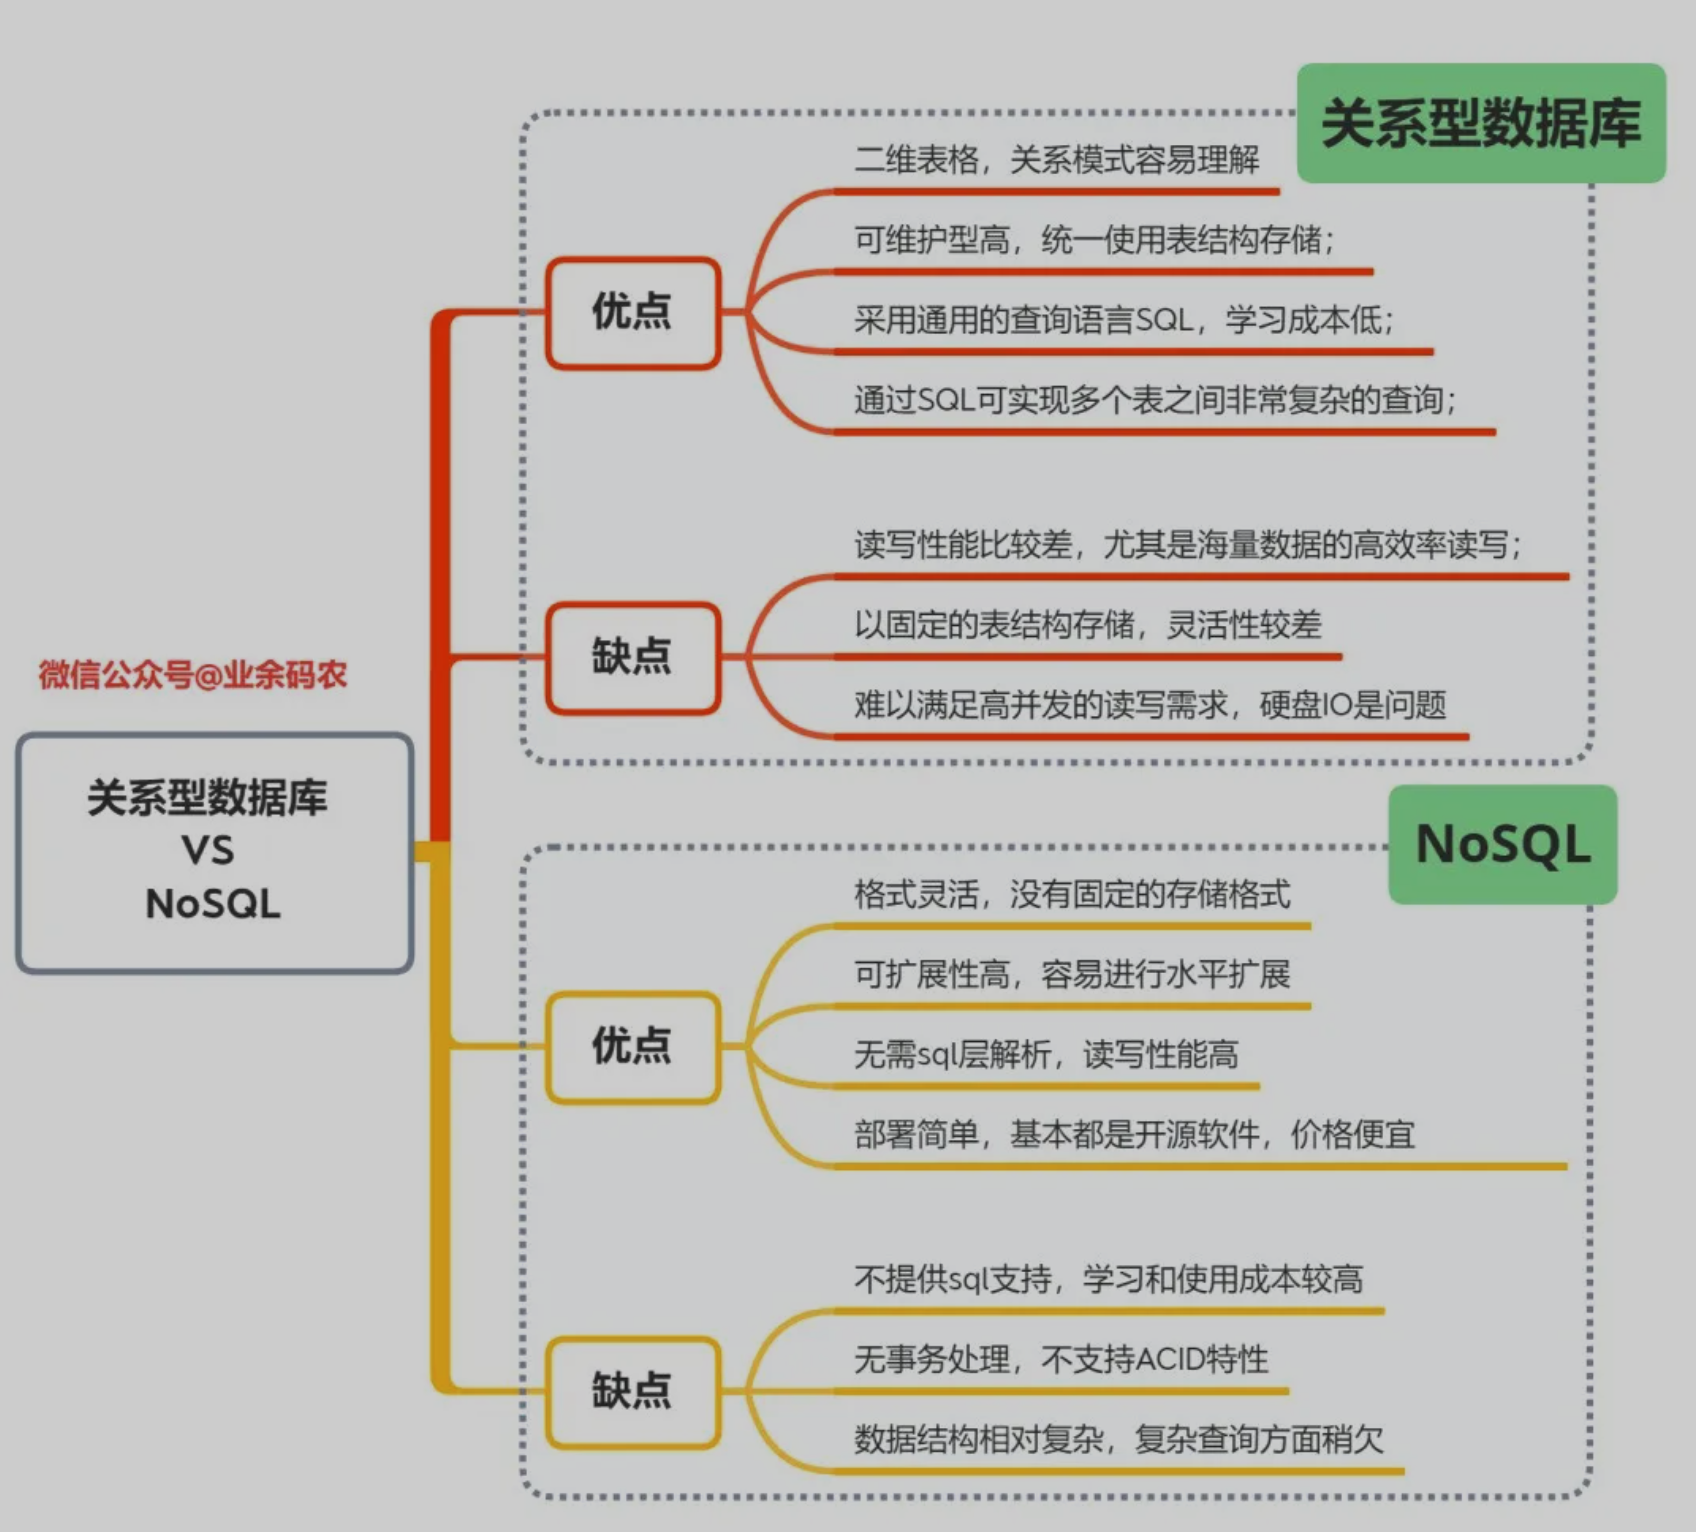 关系型数据库
二维表格，关系模式容易理解
可维护型高，统一使用表结构存储；
优点
采用通用的查询语言SQL，学习成本低；
通过SQL可实现多个表之间非常复杂的查询；
读写性能比较差，尤其是海量数据的高效率读写；
以固定的表结构存储，灵活性较差
缺点
难以满足高并发的读写需求，硬盘IO是问题
微信公众号@业余码农
关系型数据库
VS
NoSQL
NoSQL
格式灵活，没有固定的存储格式
可扩展性高，容易进行水平扩展
优点
无需sql层解析，读写性能高
部署简单，基本都是开源软件，价格便宜
不提供sql支持，学习和使用成本较高
无事务处理，不支持ACID特性
缺点
数据结构相对复杂，复杂查询方面稍欠